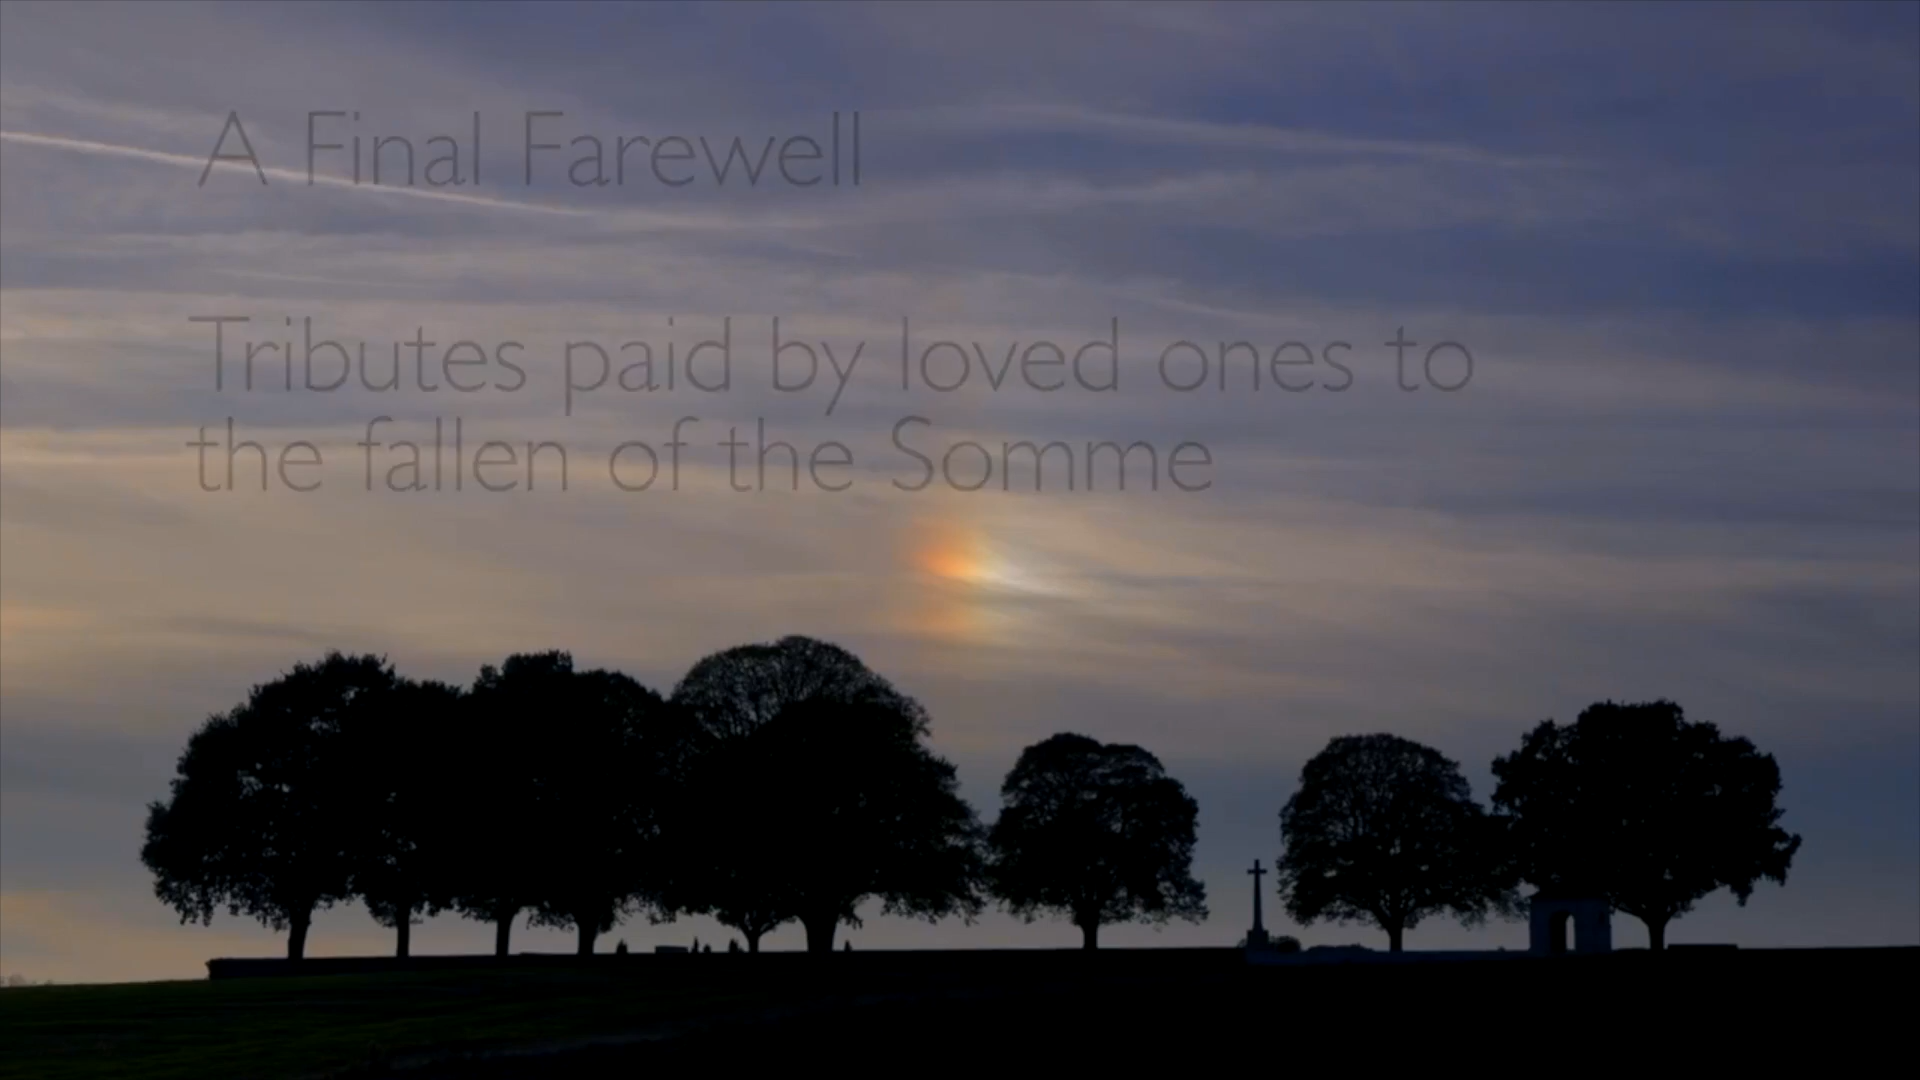 A Final Farewell
Tributes paid by loved ones to
the fallen of the Somme